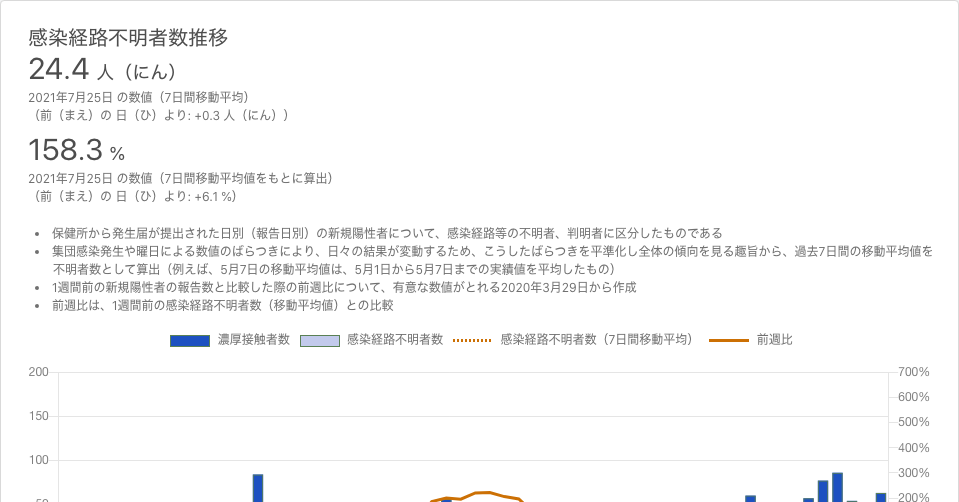 感染経路不明者数推移
24.4 人（にん）
2021年7月25日 の数値（7日間移動平均）
（前（まえ）の 日（ひ）より: +0.3 人（にん））
158.3 %
2021年7月25日 の数値（7日間移動平均値をもとに算出）
（前（まえ）の 日（ひ）より: +6.1 %）
• 保健所から発生届が提出された日別（報告日別）の新規陽性者について、感染経路等の不明者、判明者に区分したものである
• 集団感染発生や曜日による数値のばらつきにより、日々の結果が変動するため、こうしたばらつきを平準化し全体の傾向を見る趣旨から、過去7日間の移動平均値を
不明者数として算出（例えば、5月7日の移動平均値は、5月1日から5月7日までの実績値を平均したもの）
• 1週間前の新規陽性者の報告数と比較した際の前週比について、有意な数値がとれる2020年3月29日から作成
• 前週比は、1週間前の感染経路不明者数（移動平均値）との比較
濃厚接触者数 感染経路不明者数 感染経路不明者数（7日間移動平均） 前週比
200 700%
600%
150 500%
400%
100 300%
50 200%